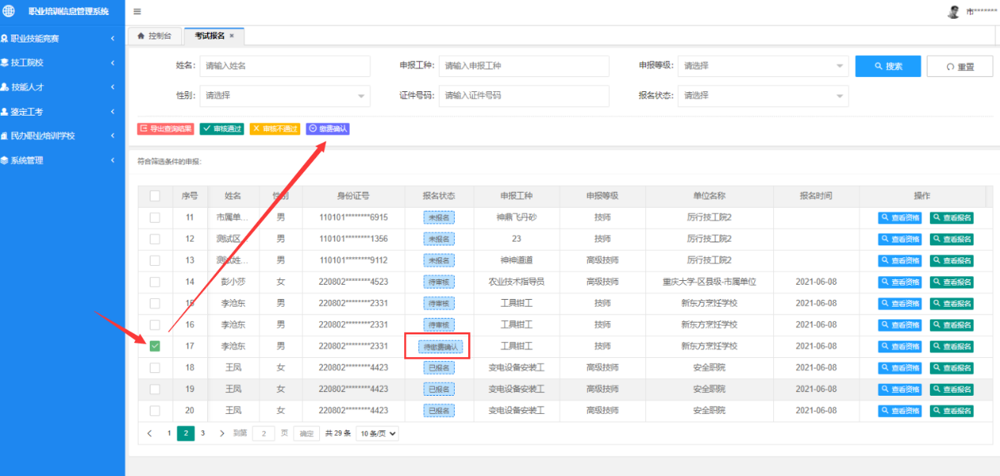 职业培训信息管理系统
市*******
职业技能竞赛
技工院校
技能人才
鉴定工考
民办职业培训学校
系统管理
控制台 考试报名 ×
姓名: 请输入姓名 申报工种: 请输入申报工种 申报等级: 请选择 搜索 重置
性别: 请选择 证件号码: 请输入证件号码 报名状态: 请选择
导出查询结果 审核通过 审核不通过 缴费确认
符合筛选条件的申报:
序号 姓名 性别 身份证号 报名状态 申报工种 申报等级 单位名称 报名时间 操作
11 市属单... 男 110101********6915 未报名 神鼎飞丹砂 技师 厉行技工院2 查看资格 查看报名
12 测试区... 男 110101********1356 未报名 23 技师 厉行技工院2 查看资格 查看报名
13 测试姓... 男 110101********9112 未报名 神神道道 高级技师 厉行技工院2 查看资格 查看报名
14 彭小莎 女 220802********4523 待审核 农业技术指导员 高级技师 重庆大学-区县级-市属单位 2021-06-08 查看资格 查看报名
15 李沧东 男 220802********2331 待审核 工具钳工 技师 新东方烹饪学校 2021-06-08 查看资格 查看报名
16 李沧东 男 220802********2331 待审核 工具钳工 技师 新东方烹饪学校 2021-06-08 查看资格 查看报名
17 李沧东 男 220802********2331 待缴费确认 工具钳工 技师 新东方烹饪学校 2021-06-08 查看资格 查看报名
18 王凤 女 220802********4423 已报名 变电设备安装工 高级技师 安全职院 2021-06-08 查看资格 查看报名
19 王凤 女 220802********4423 已报名 变电设备安装工 高级技师 安全职院 2021-06-08 查看资格 查看报名
20 王凤 女 220802********4423 已报名 变电设备安装工 高级技师 安全职院 2021-06-08 查看资格 查看报名
1 2 3 到第 2 页 确定 共 29 条 10 条/页